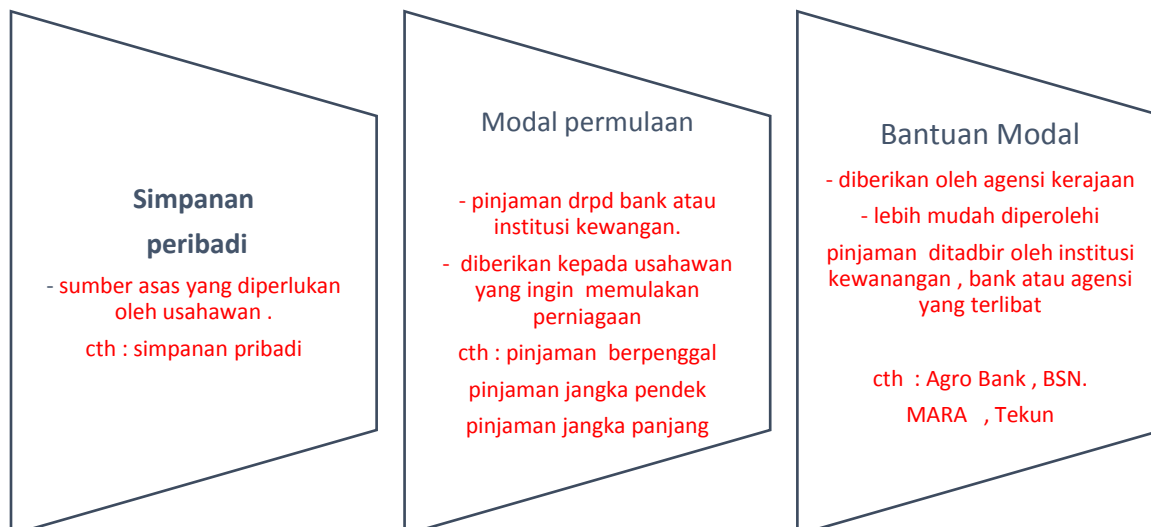 Simpanan
peribadi
- sumber asas yang diperlukan
oleh usahawan .
cth : simpanan pribadi
Modal permulaan
- pinjaman drpd bank atau
institusi kewangan.
- diberikan kepada usahawan
yang ingin memulakan
perniagaan
cth : pinjaman berpenggal
pinjaman jangka pendek
pinjaman jangka panjang
Bantuan Modal
- diberikan oleh agensi kerajaan
- lebih mudah diperolehi
pinjaman ditadbir oleh institusi
kewanangan , bank atau agensi
yang terlibat
cth : Agro Bank , BSN.
MARA , Tekun